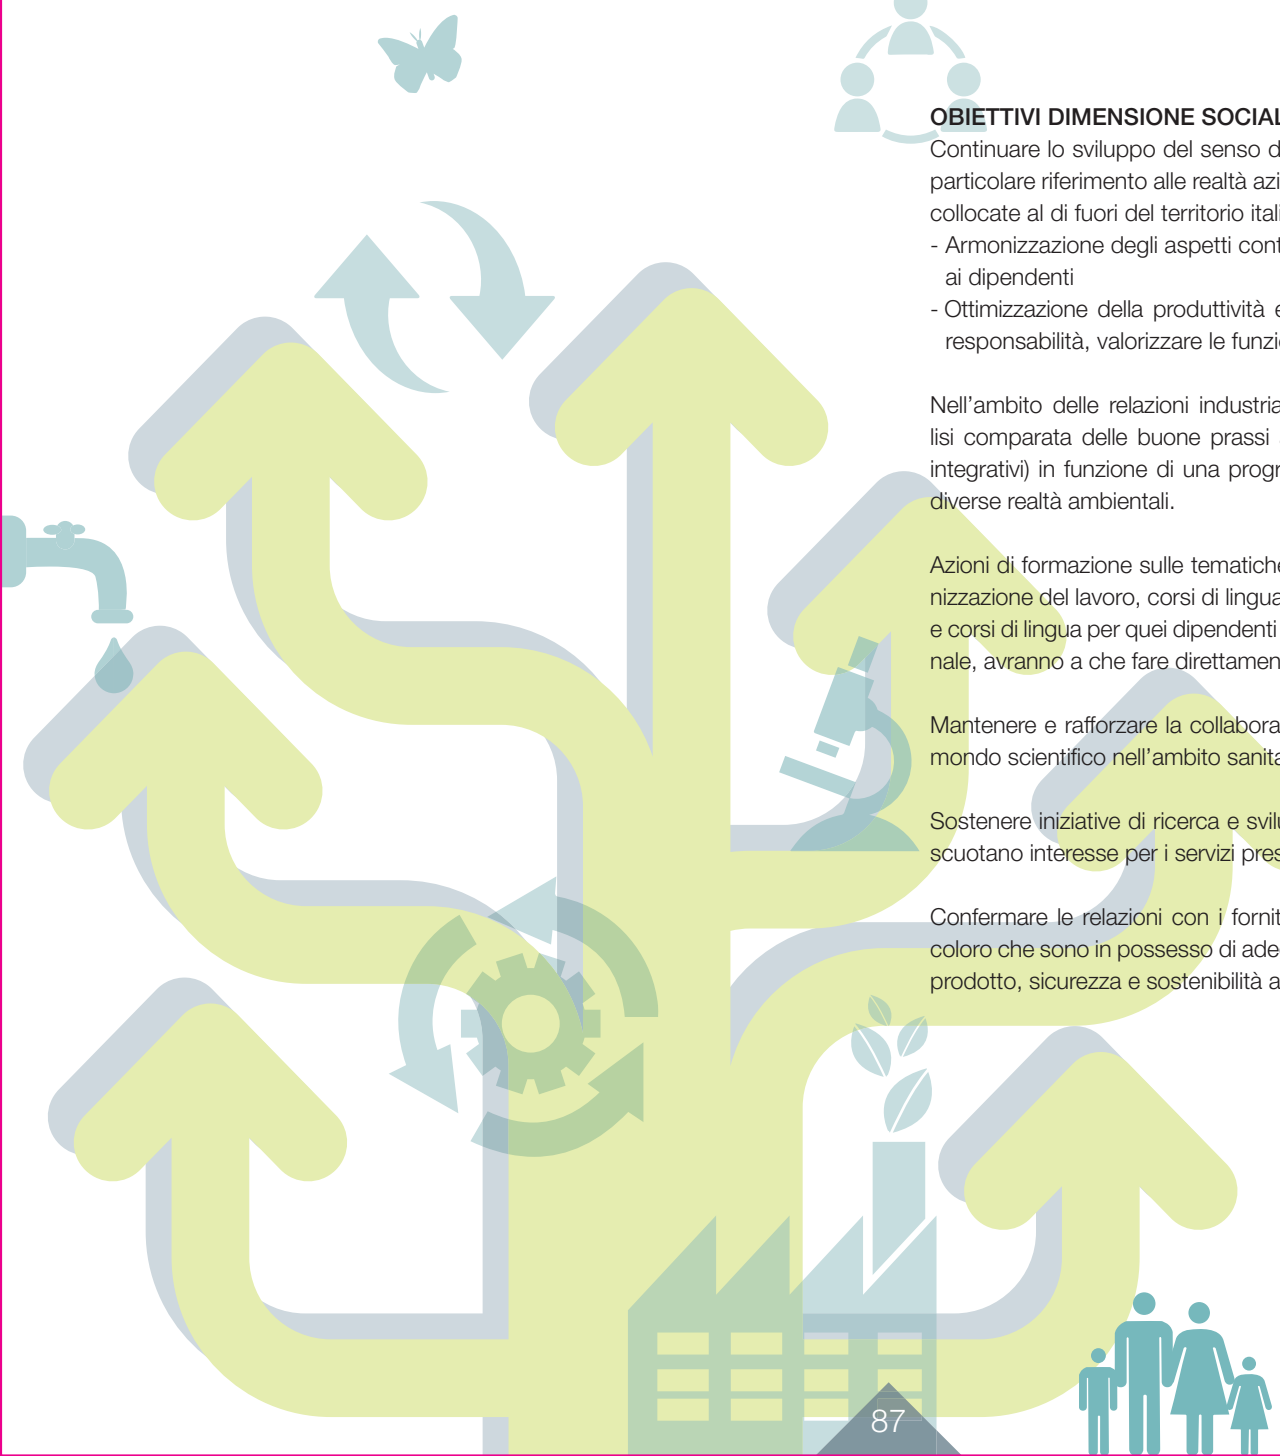 OBIETTIVI DIMENSIONE SOCIAL
Continuare lo sviluppo del senso d
particolare riferimento alle realtà azi
collocate al di fuori del territorio itali
- Armonizzazione degli aspetti cont
ai dipendenti
- Ottimizzazione della produttività e
responsabilità, valorizzare le funzi
Nell’ambito delle relazioni industria
lisi comparata delle buone prassi
integrativi) in funzione di una progr
diverse realtà ambientali.
Azioni di formazione sulle tematiche
nizzazione del lavoro, corsi di lingua
e corsi di lingua per quei dipendenti
nale, avranno a che fare direttamen
Mantenere e rafforzare la collabora
mondo scientifico nell’ambito sanita
Sostenere iniziative di ricerca e svilu
scuotano interesse per i servizi pres
Confermare le relazioni con i fornit
coloro che sono in possesso di ade
prodotto, sicurezza e sostenibilità a
87